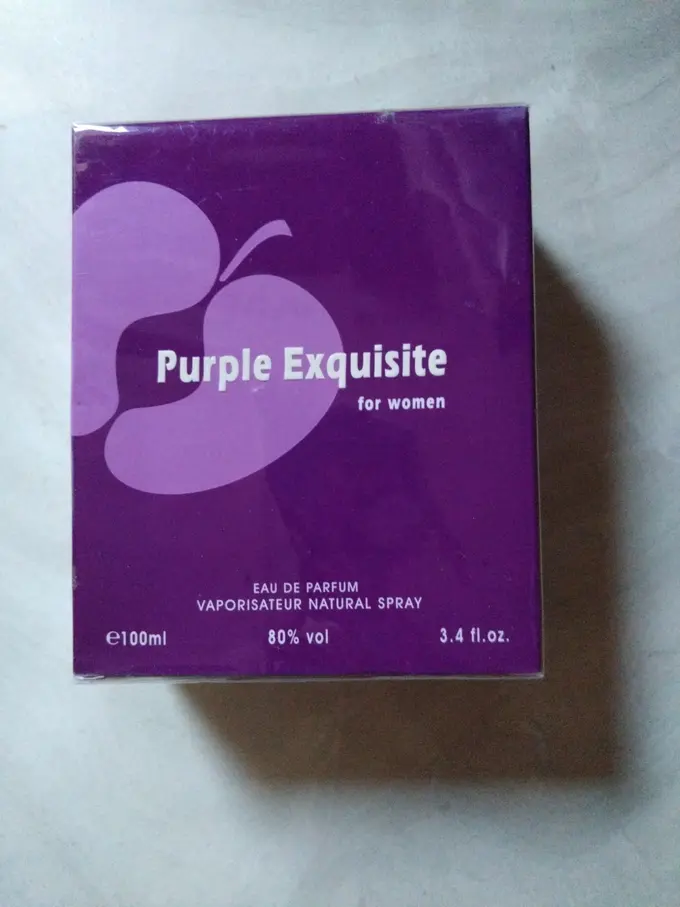 Purple Exquisite
for women
EAU DE PARFUM
VAPORISATEUR NATURAL SPRAY
℮100ml 80% vol 3.4 fl.oz.